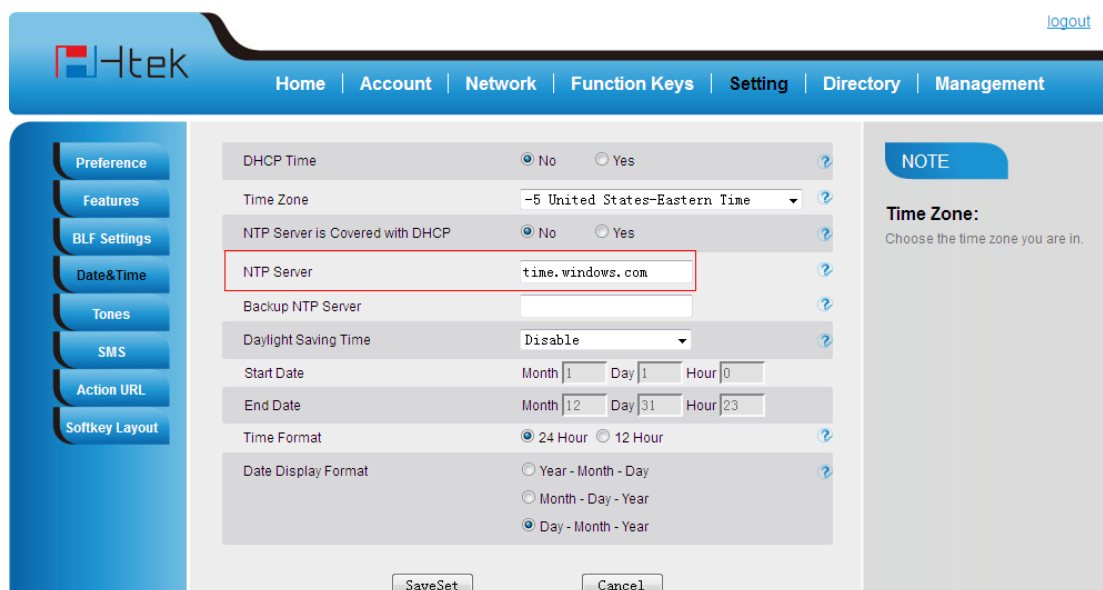 logout
Htek
Home | Account | Network | Function Keys | Setting | Directory | Management
Preference
Features
BLF Settings
Date&Time
Tones
SMS
Action URL
Softkey Layout
DHCP Time No Yes ?
Time Zone -5 United States-Eastern Time ?
NTP Server is Covered with DHCP No Yes ?
NTP Server time.windows.com ?
Backup NTP Server ?
Daylight Saving Time Disable ?
Start Date Month 1 Day 1 Hour 0
End Date Month 12 Day 31 Hour 23
Time Format 24 Hour 12 Hour ?
Date Display Format Year - Month - Day ?
Month - Day - Year
Day - Month - Year
SaveSet Cancel
NOTE
Time Zone:
Choose the time zone you are in.